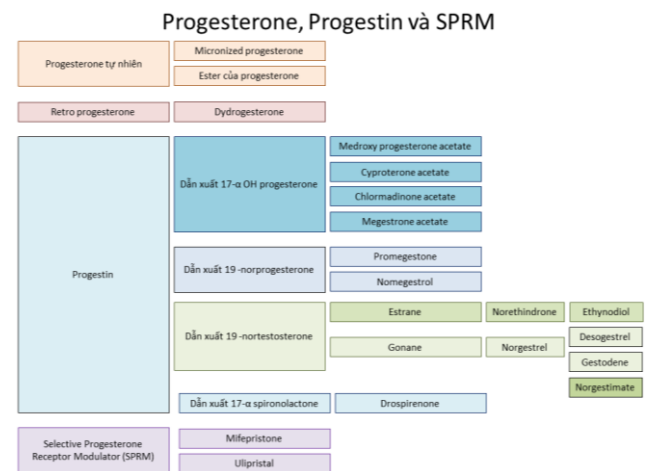 Progesterone, Progestin và SPRM
Progesterone tự nhiên
Micronized progesterone
Ester của progesterone
Retro progesterone
Dydrogesterone
Progestin
Dẫn xuất 17-α OH progesterone
Medroxy progesterone acetate
Cyproterone acetate
Chlormadinone acetate
Megestrone acetate
Dẫn xuất 19 -norprogesterone
Promegestone
Nomegestrol
Dẫn xuất 19 -nortestosterone
Estrane
Norethindrone
Ethynodiol
Gonane
Norgestrel
Desogestrel
Gestodene
Norgestimate
Dẫn xuất 17-α spironolactone
Drospirenone
Selective Progesterone
Receptor Modulator (SPRM)
Mifepristone
Ulipristal